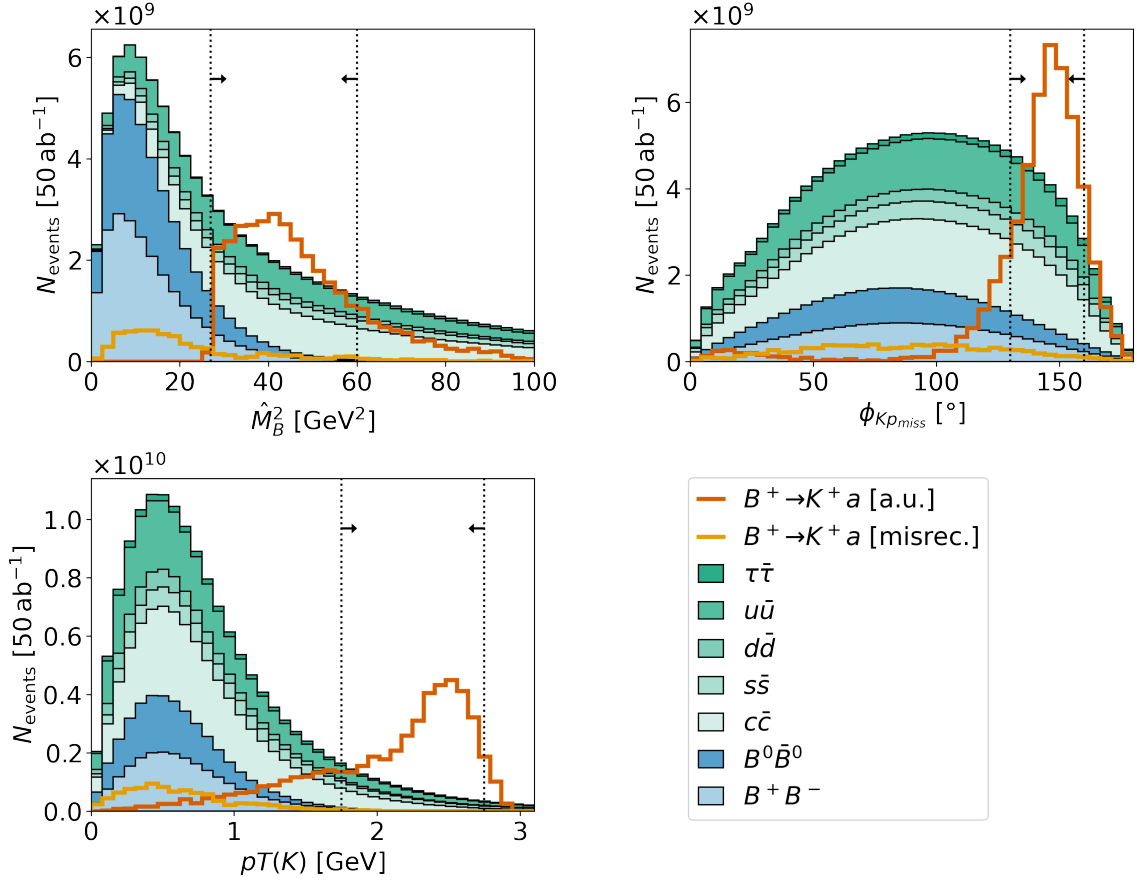 ×10⁹
N_events [50 ab⁻¹]
6
4
2
0
0 20 40 60 80 100
M̂_B² [GeV²]
×10⁹
N_events [50 ab⁻¹]
6
4
2
0
0 50 100 150
ϕ_Kp_miss [°]
×10¹⁰
N_events [50 ab⁻¹]
1.0
0.8
0.6
0.4
0.2
0.0
0 1 2 3
pT(K) [GeV]
B⁺→K⁺a [a.u.]
B⁺→K⁺a [misrec.]
ττ̄
uū
dd̄
ss̄
cc̄
B⁰B̄⁰
B⁺B⁻